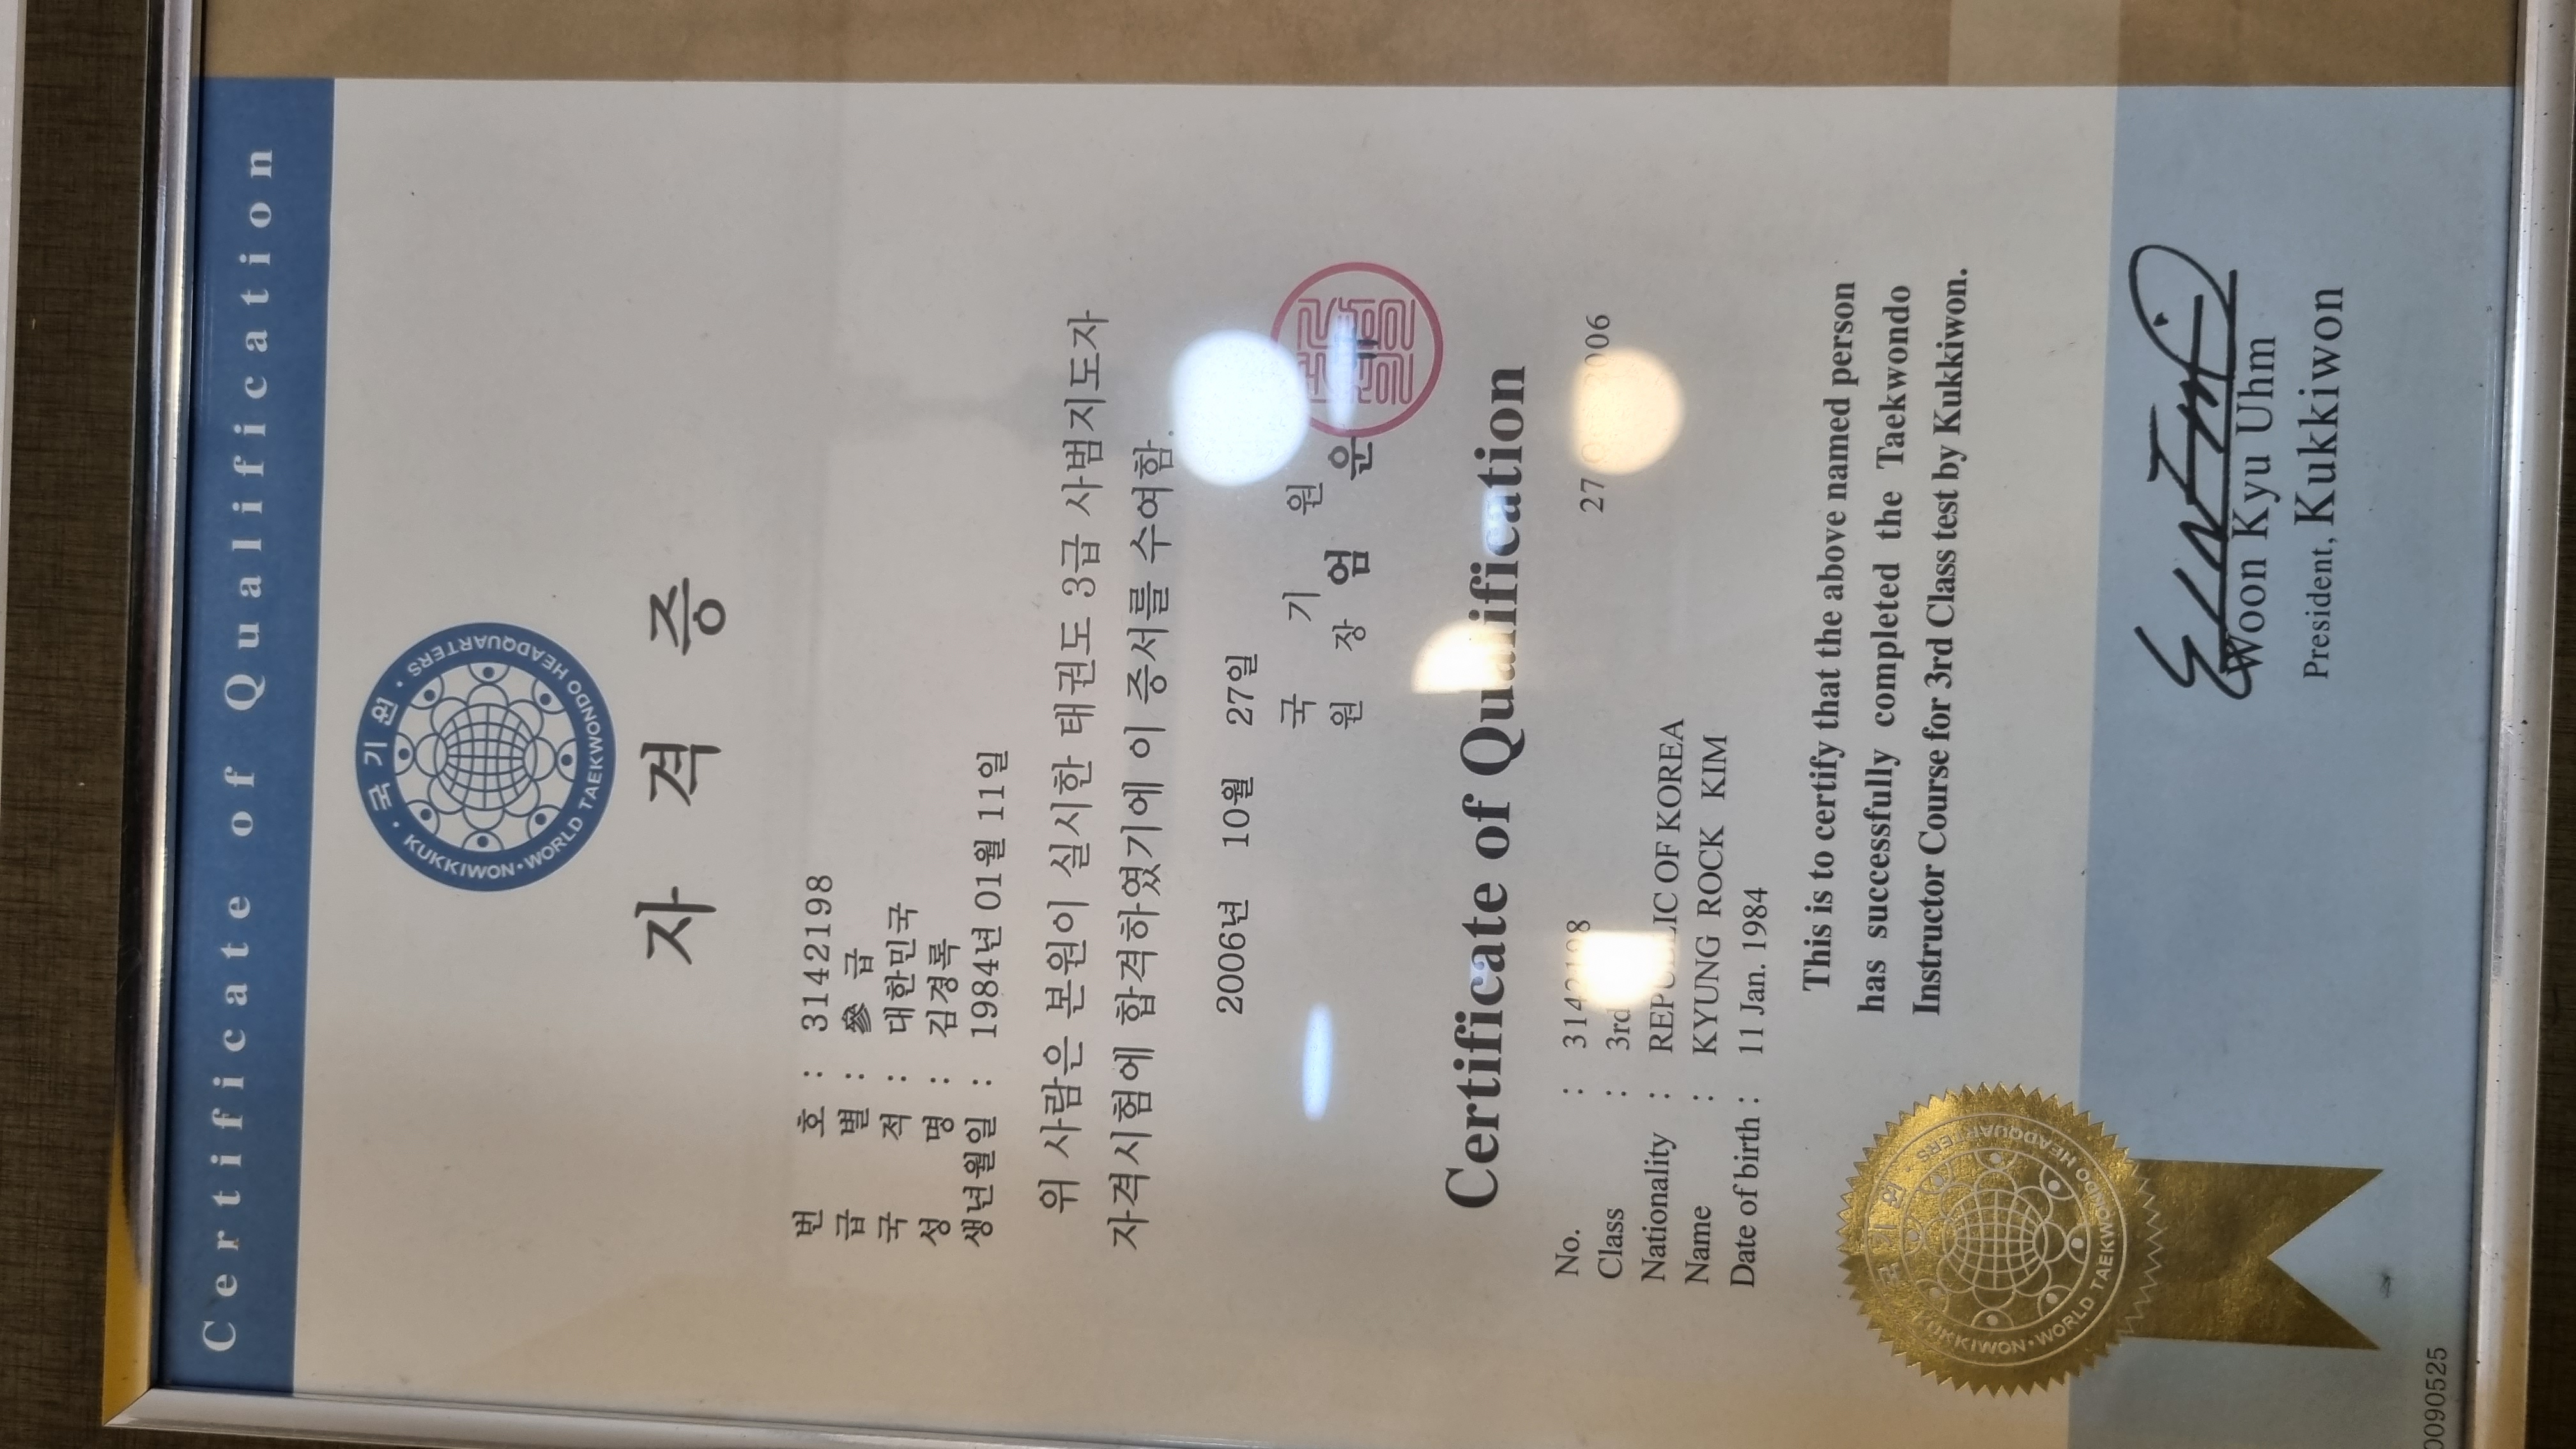 Certificate of Qualification
국기원 · KUKKIWON · WORLD TAEKWONDO HEADQUARTERS ·
자 격 증
번 호 : 3142198
급 별 : 參 급
국 적 : 대한민국
성 명 : 김경록
생년월일 : 1984년 01월 11일
위 사람은 본원이 실시한 태권도 3급 사범지도자
자격시험에 합격하였기에 이 증서를 수여함.
2006년 10월 27일
국 기 원
원 장 엄 운 규
Certificate of Qualification
27 2006
No. : 3142198
Class : 3rd
Nationality : REPUBLIC OF KOREA
Name : KYUNG ROCK KIM
Date of birth : 11 Jan. 1984
This is to certify that the above named person
has successfully completed the Taekwondo
Instructor Course for 3rd Class test by Kukkiwon.
Woon Kyu Uhm
President, Kukkiwon
국기원 KUKKIWON · WORLD TAEKWONDO HEADQUARTERS ·
0090525